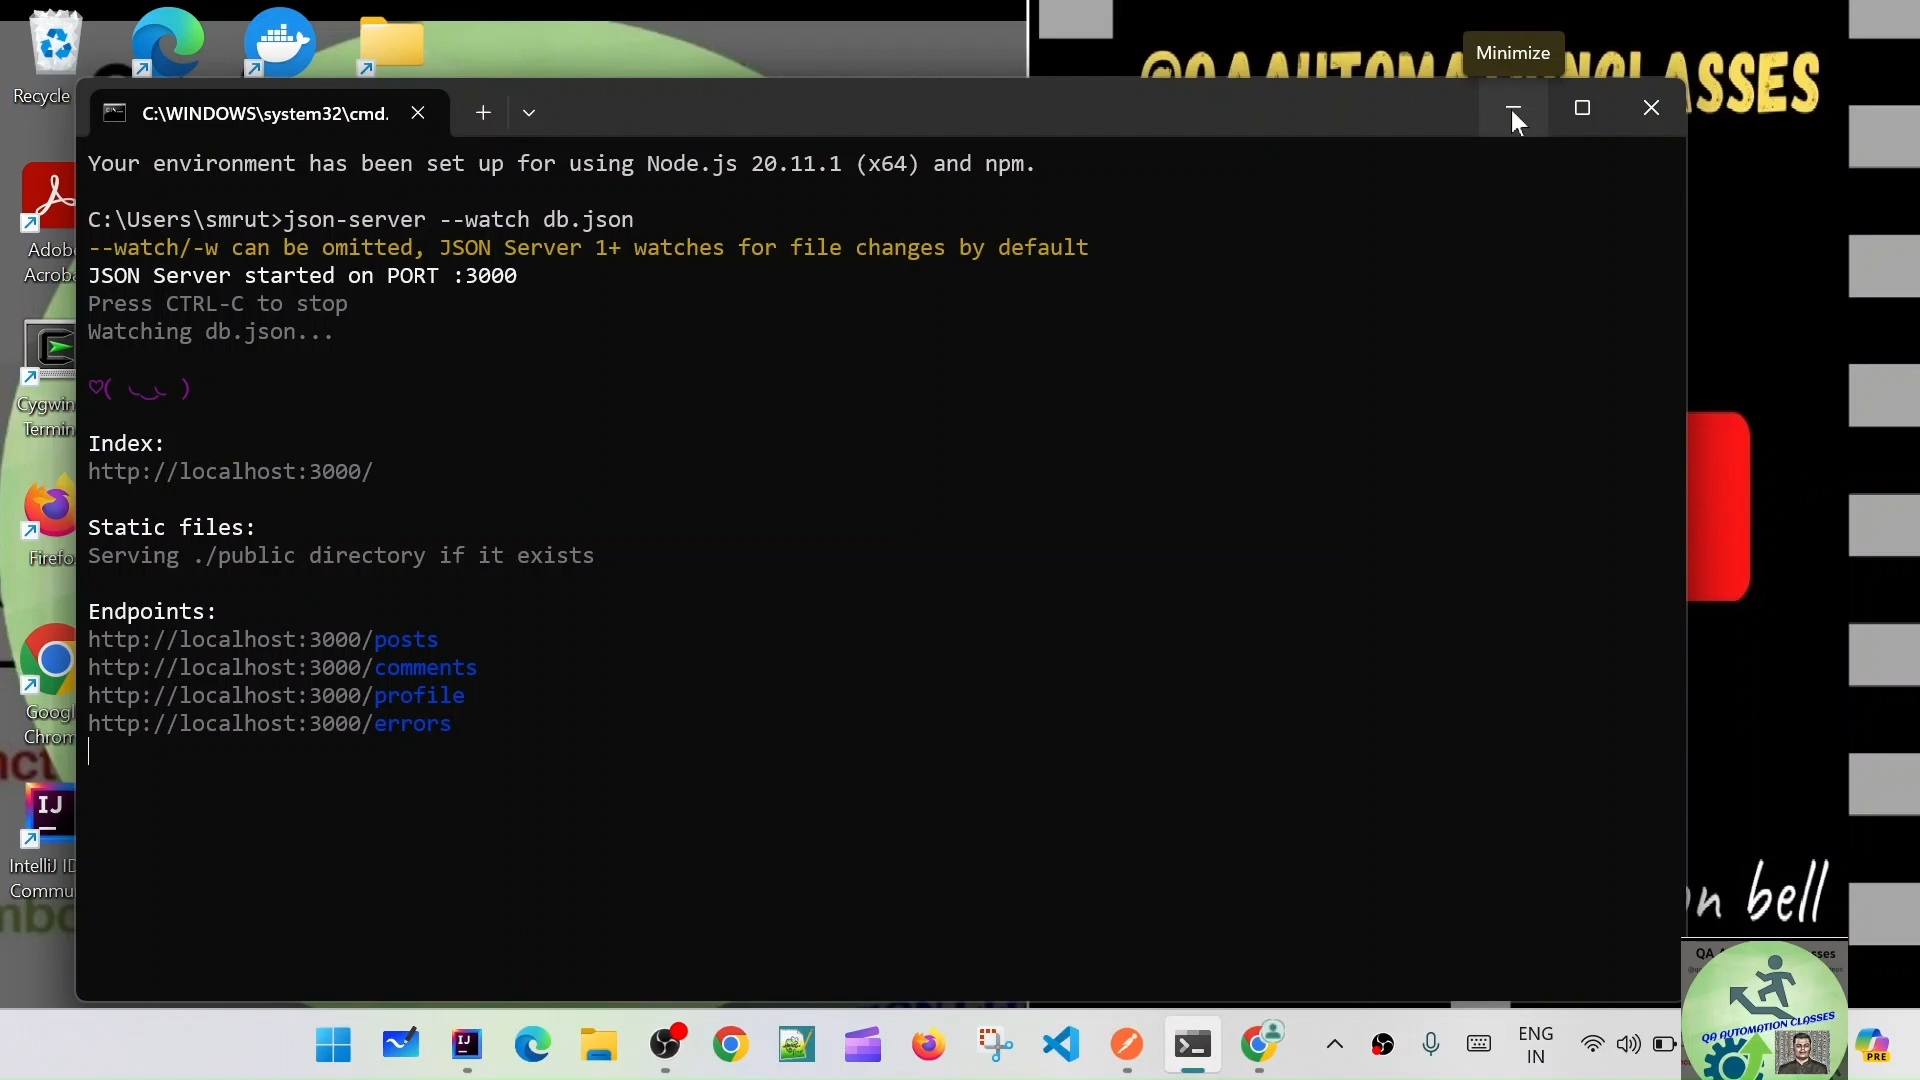 Minimize
Recycle
C:\WINDOWS\system32\cmd.
Your environment has been set up for using Node.js 20.11.1 (x64) and npm.
C:\Users\smrut>json-server --watch db.json
--watch/-w can be omitted, JSON Server 1+ watches for file changes by default
JSON Server started on PORT :3000
Press CTRL-C to stop
Watching db.json...
♡( ◡‿◡ )
Index:
http://localhost:3000/
Static files:
Serving ./public directory if it exists
Endpoints:
http://localhost:3000/posts
http://localhost:3000/comments
http://localhost:3000/profile
http://localhost:3000/errors
Adob
Acroba
Cygwin
Termin
Firefo
Googl
Chrom
IJ
IntelliJ ID
Commu
bell
QA AUTOMATION CLASSES
IJ
ENG
IN
PRE